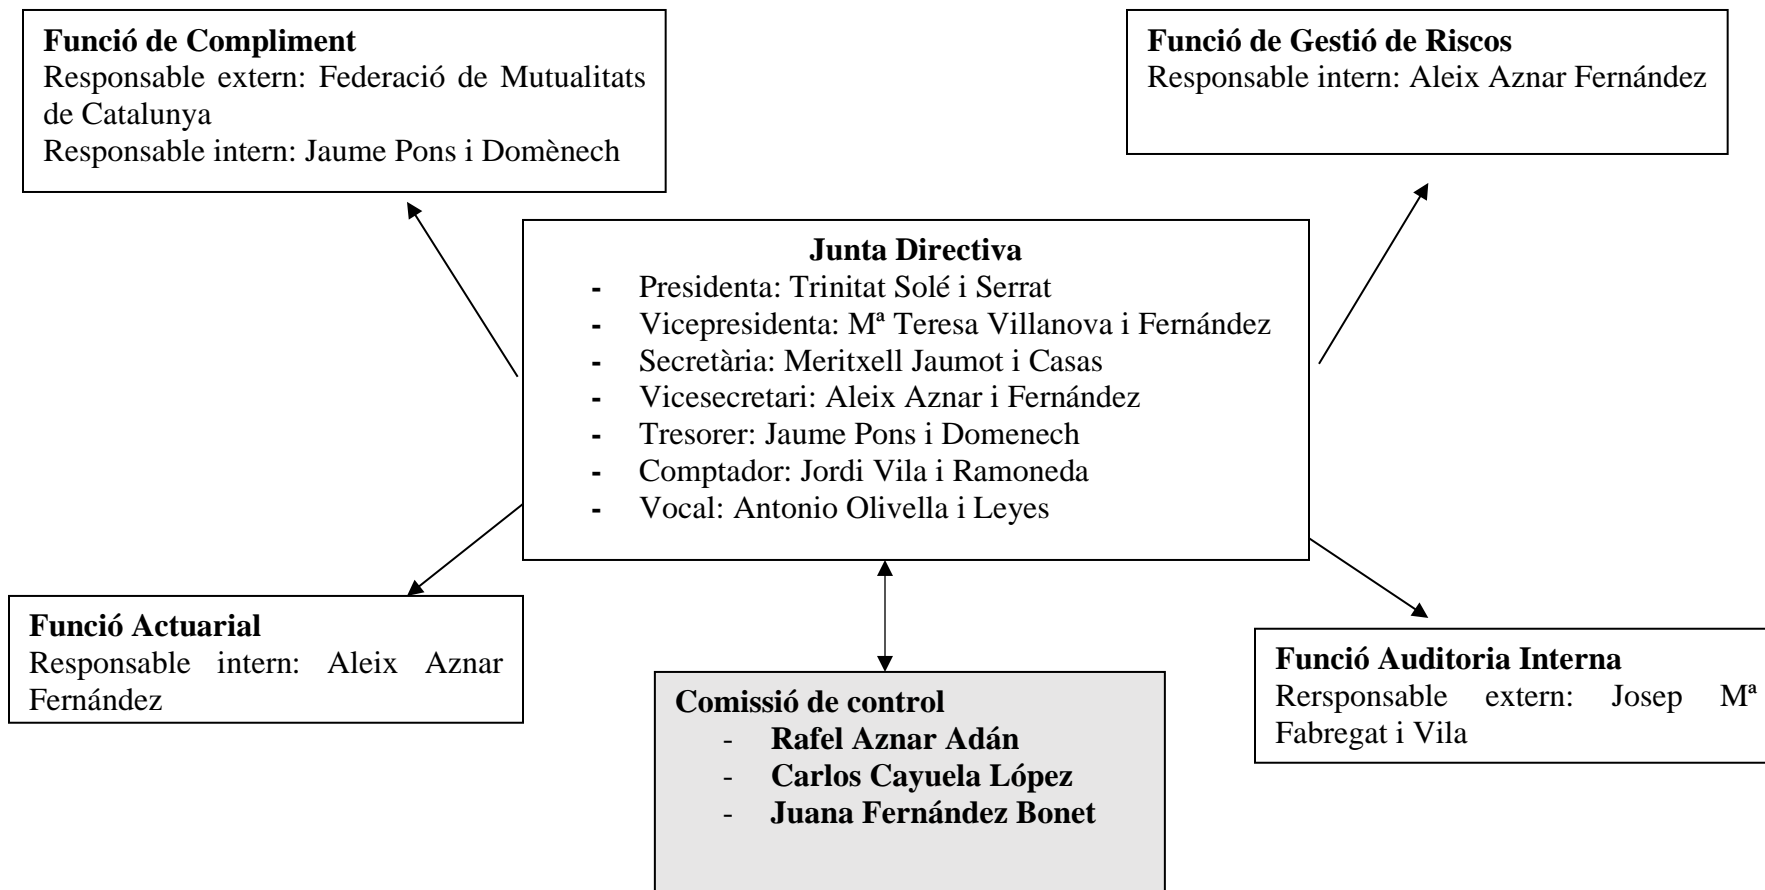 Funció de Compliment
Responsable extern: Federació de Mutualitats
de Catalunya
Responsable intern: Jaume Pons i Domènech
Funció de Gestió de Riscos
Responsable intern: Aleix Aznar Fernández
Junta Directiva
- Presidenta: Trinitat Solé i Serrat
- Vicepresidenta: Mª Teresa Villanova i Fernández
- Secretària: Meritxell Jaumot i Casas
- Vicesecretari: Aleix Aznar i Fernández
- Tresorer: Jaume Pons i Domenech
- Comptador: Jordi Vila i Ramoneda
- Vocal: Antonio Olivella i Leyes
Funció Actuarial
Responsable intern: Aleix Aznar
Fernández
Funció Auditoria Interna
Rersponsable extern: Josep Mª
Fabregat i Vila
Comissió de control
- Rafel Aznar Adán
- Carlos Cayuela López
- Juana Fernández Bonet